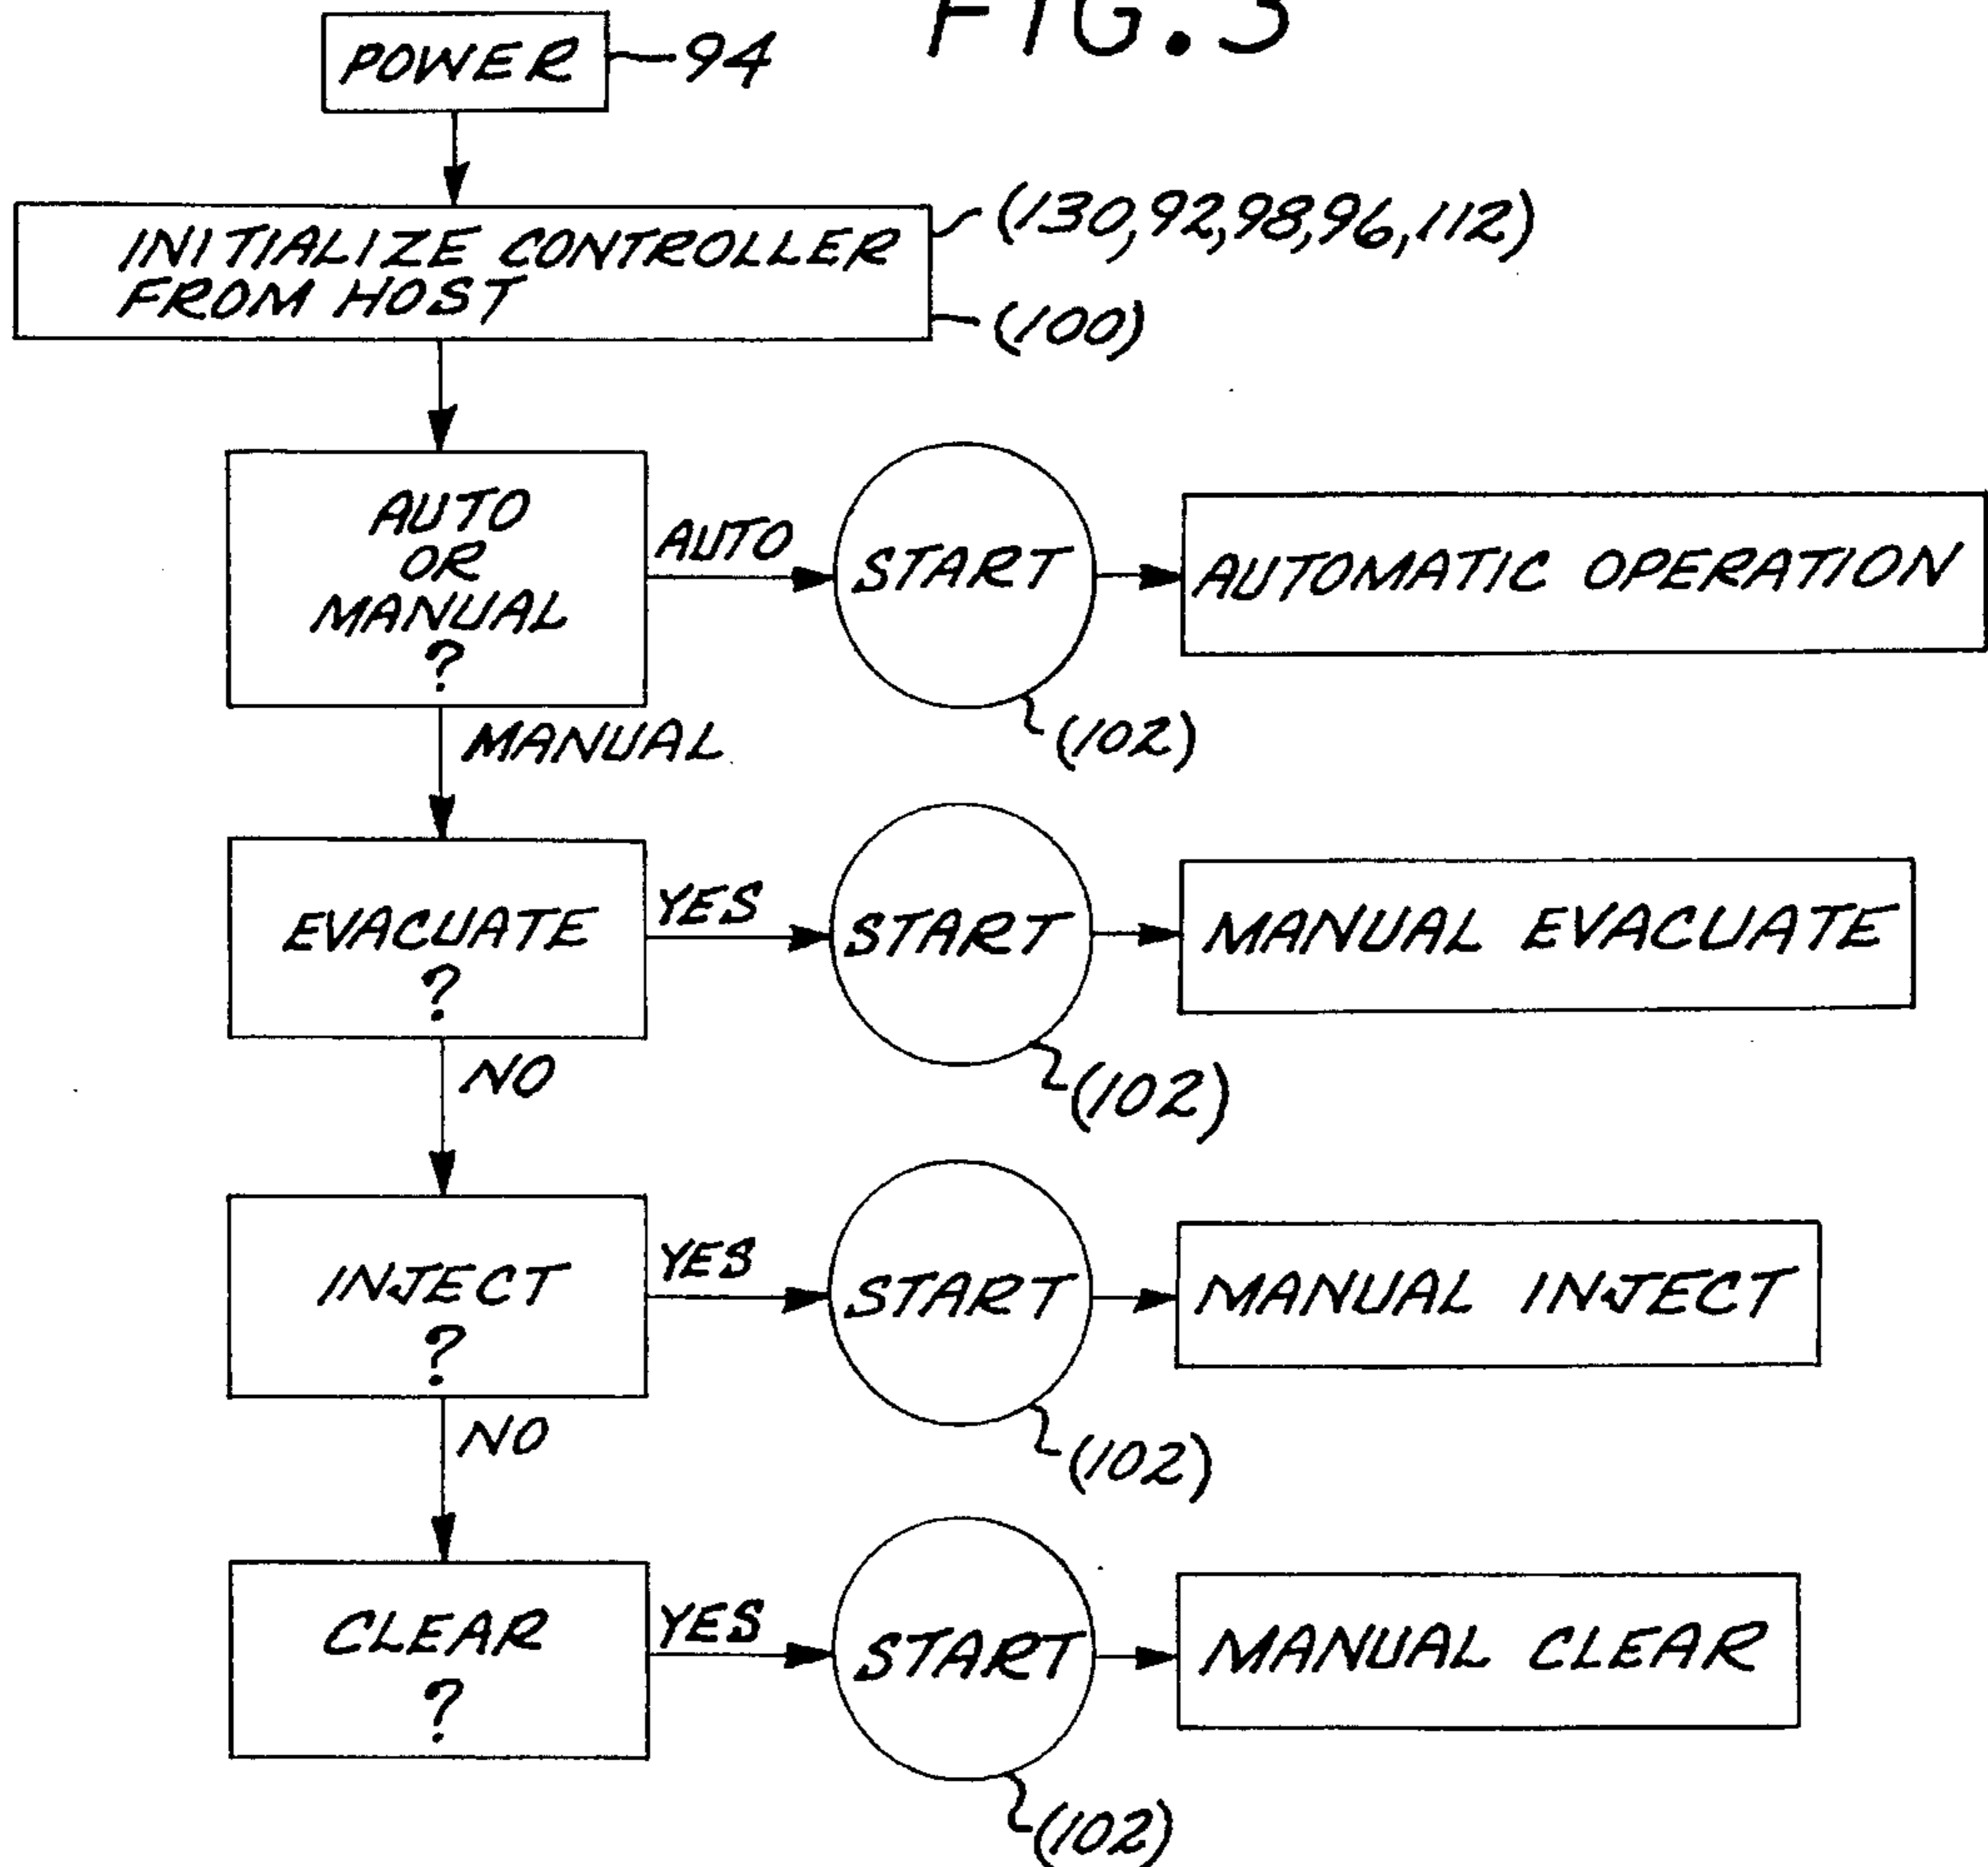 FIG. 3
POWER
94
INITIALIZE CONTROLLER
FROM HOST
(130,92,98,96,112)
(100)
AUTO
OR
MANUAL
?
AUTO
START
AUTOMATIC OPERATION
(102)
MANUAL
EVACUATE
?
YES
START
MANUAL EVACUATE
(102)
NO
INJECT
?
YES
START
MANUAL INJECT
(102)
NO
CLEAR
?
YES
START
MANUAL CLEAR
(102)